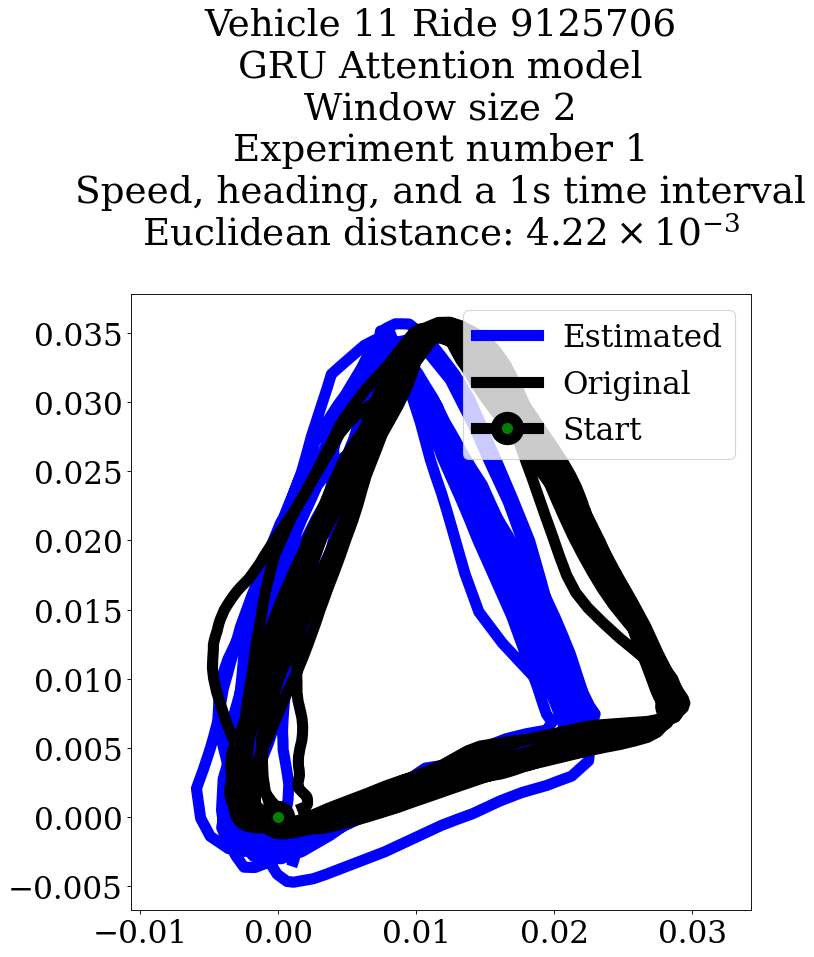 Vehicle 11 Ride 9125706
GRU Attention model
Window size 2
Experiment number 1
Speed, heading, and a 1s time interval
Euclidean distance: 4.22 × 10⁻³
Estimated
Original
Start
0.035
0.030
0.025
0.020
0.015
0.010
0.005
0.000
−0.005
−0.01 0.00 0.01 0.02 0.03